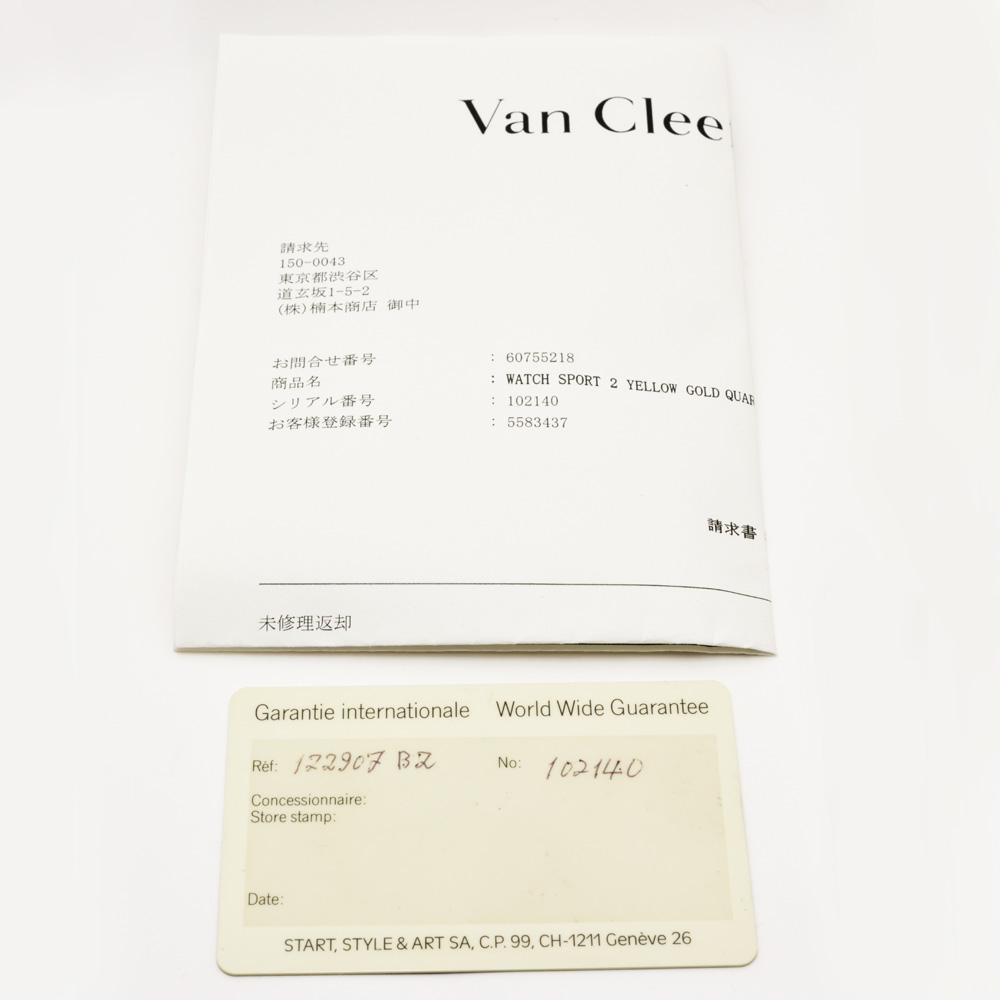 Van Clee
請求先
150-0043
東京都渋谷区
道玄坂1-5-2
(株)楠本商店 御中
お問合せ番号 : 60755218
商品名 : WATCH SPORT 2 YELLOW GOLD QUAR
シリアル番号 : 102140
お客様登録番号 : 5583437
請求書
未修理返却
Garantie internationale World Wide Guarantee
Réf: 122907 B2 No: 102140
Concessionnaire:
Store stamp:
Date:
START, STYLE & ART SA, C.P. 99, CH-1211 Genève 26